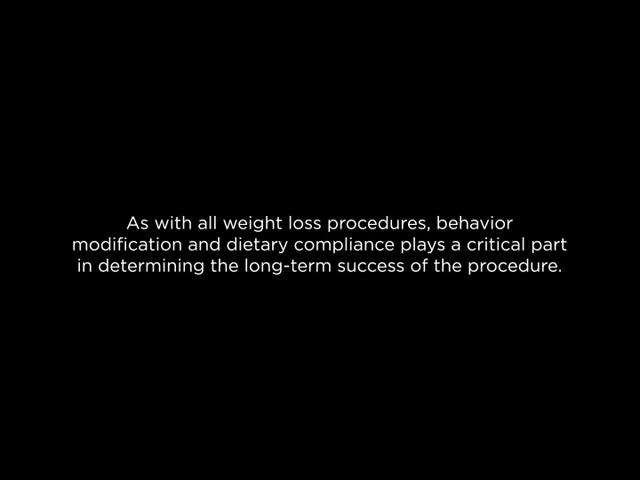 As with all weight loss procedures, behavior
modification and dietary compliance plays a critical part
in determining the long-term success of the procedure.